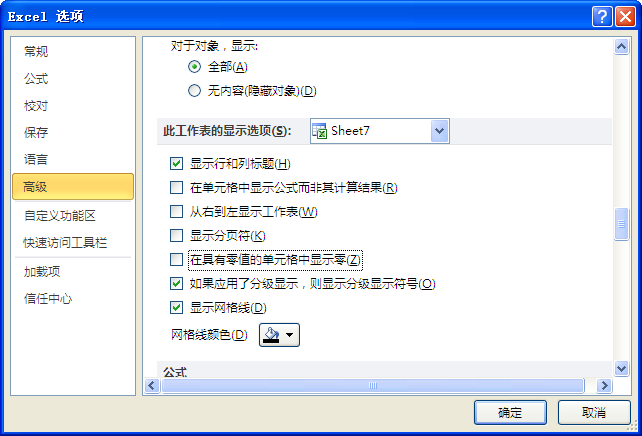 Excel 选项
常规
公式
校对
保存
语言
高级
自定义功能区
快速访问工具栏
加载项
信任中心
对于对象，显示:
全部(A)
无内容(隐藏对象)(D)
此工作表的显示选项(S): Sheet7
显示行和列标题(H)
在单元格中显示公式而非其计算结果(R)
从右到左显示工作表(W)
显示分页符(K)
在具有零值的单元格中显示零(Z)
如果应用了分级显示，则显示分级显示符号(O)
显示网格线(D)
网格线颜色(D)
公式
确定 取消